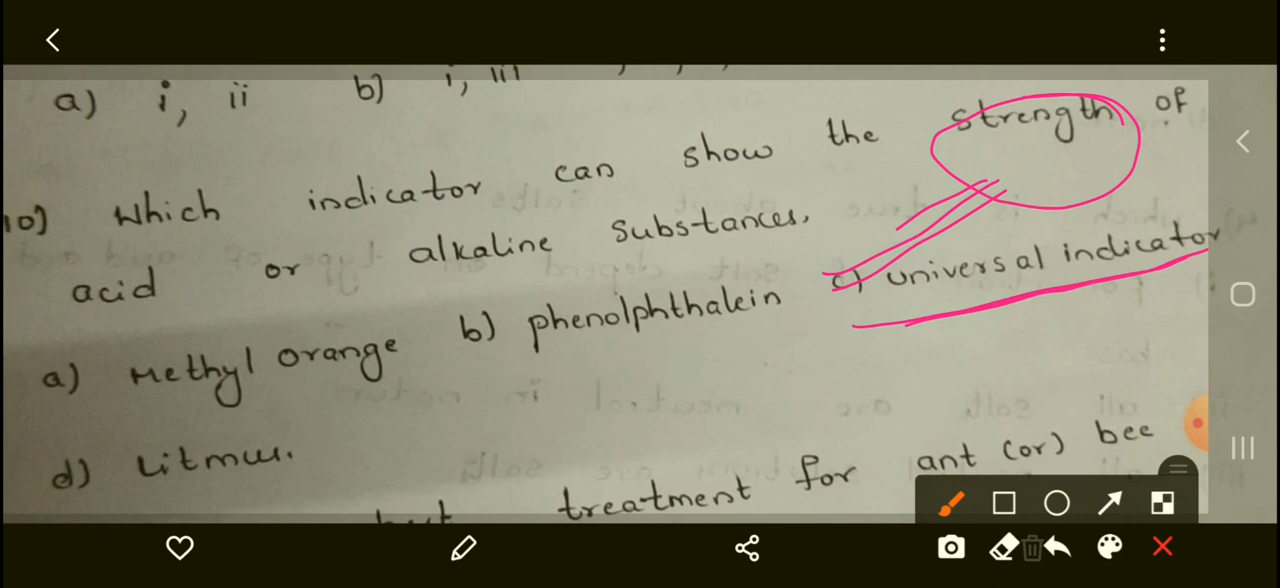 a) i, ii b) i, iii
10) Which indicator can show the strength of
acid or alkaline substances.
a) Methyl orange b) phenolphthalein c) universal indicator
d) Litmus.
treatment for ant (or) bee